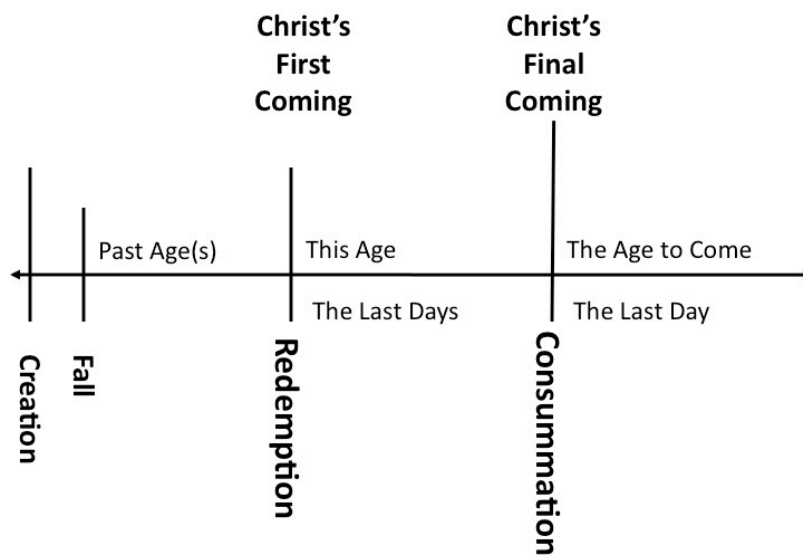 Christ's
First
Coming
Christ's
Final
Coming
Past Age(s)
This Age
The Age to Come
The Last Days
The Last Day
Creation
Fall
Redemption
Consummation